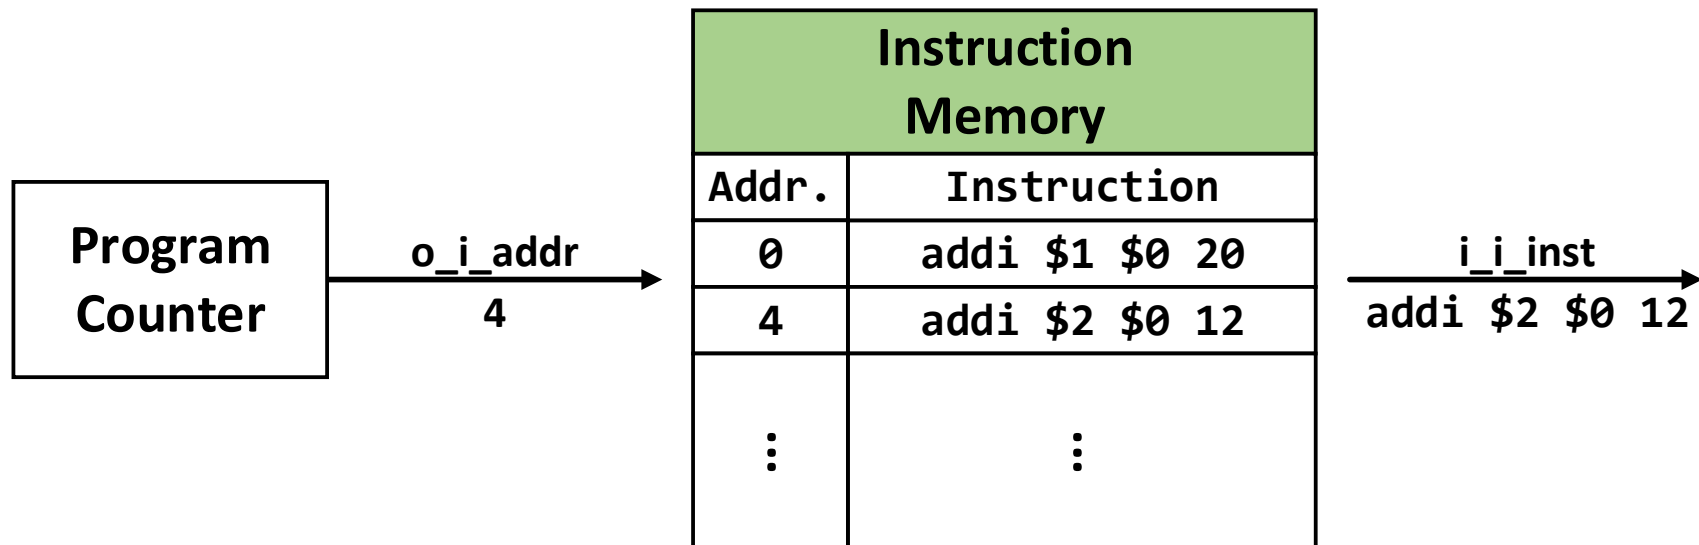 Instruction
Memory
Program
Counter
o_i_addr
4
Addr. Instruction
0 addi $1 $0 20
4 addi $2 $0 12
⋮ ⋮
i_i_inst
addi $2 $0 12